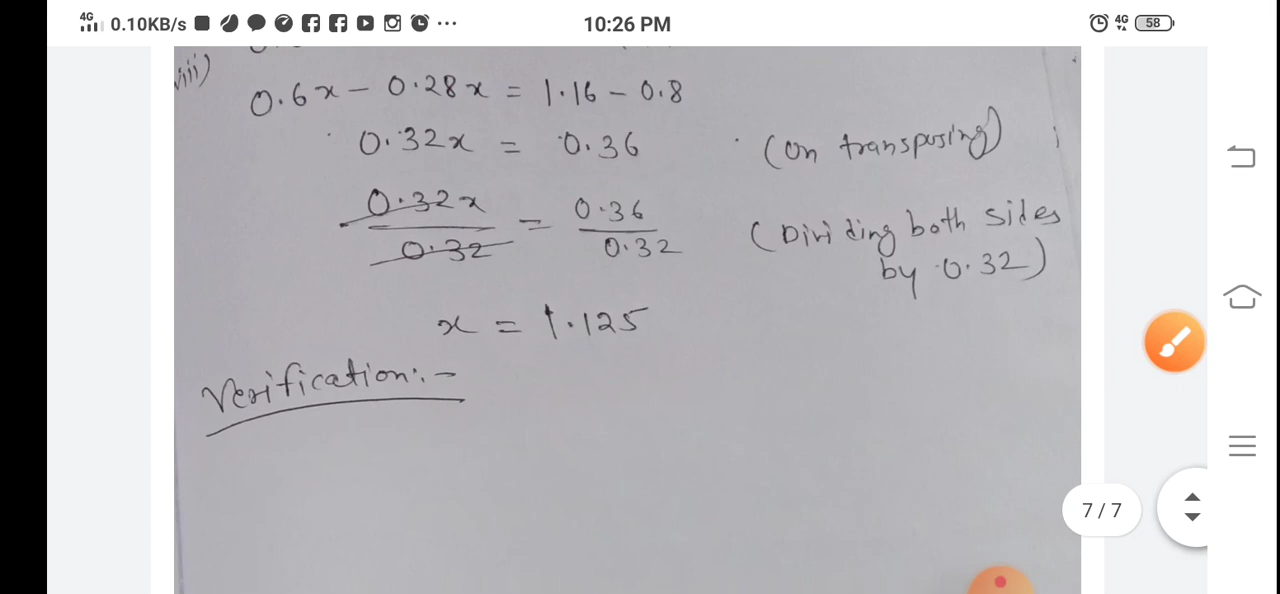 4G 0.10KB/s 10:26 PM 4G 58
viii)
0.6x - 0.28x = 1.16 - 0.8
0.32x = 0.36 (on transposing)
0.32x / 0.32 = 0.36 / 0.32 (Dividing both sides
by 0.32)
x = 1.125
Verification:-
7 / 7